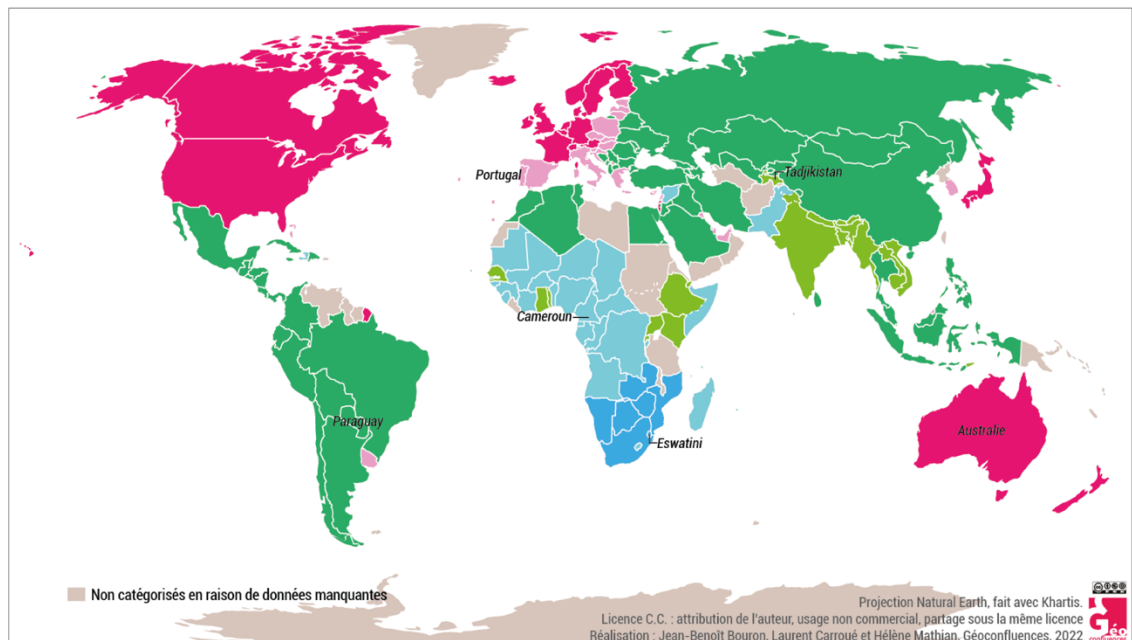 Portugal
Tadjikistan
Cameroun
Paraguay
Eswatini
Australie
Non catégorisés en raison de données manquantes
Projection Natural Earth, fait avec Khartis.
Licence C.C. : attribution de l'auteur, usage non commercial, partage sous la même licence
Réalisation : Jean-Benoît Bouron, Laurent Carroué et Hélène Mathian, Géoconfluences, 2022
Géo
confluences